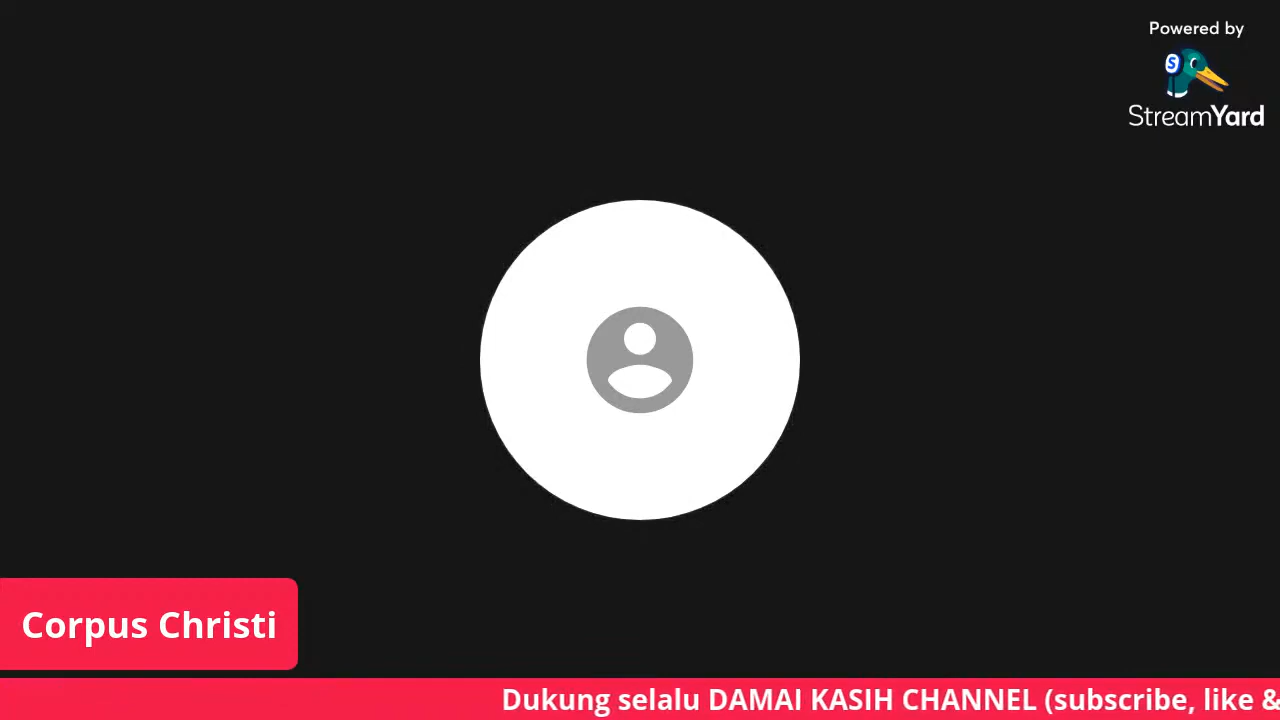 Powered by
S
StreamYard
Corpus Christi
Dukung selalu DAMAI KASIH CHANNEL (subscribe, like &